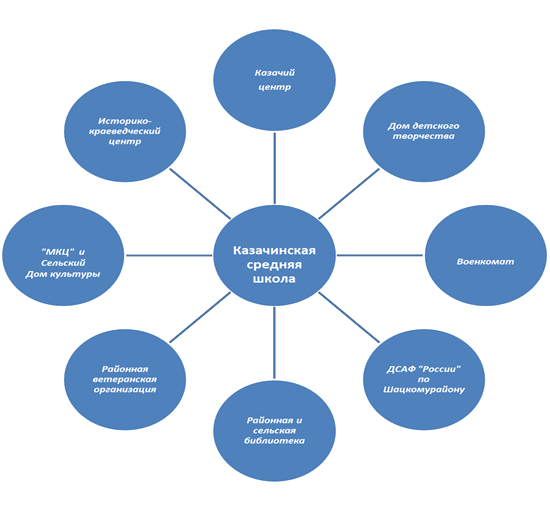 Казачий
центр
Дом детского
творчества
Военкомат
ДСАФ "России"
по
Шацкомурайону
Районная и
сельская
библиотека
Районная
ветеранская
организация
"МКЦ" и
Сельский
Дом культуры
Историко-
краеведческий
центр
Казачинская
средняя
школа